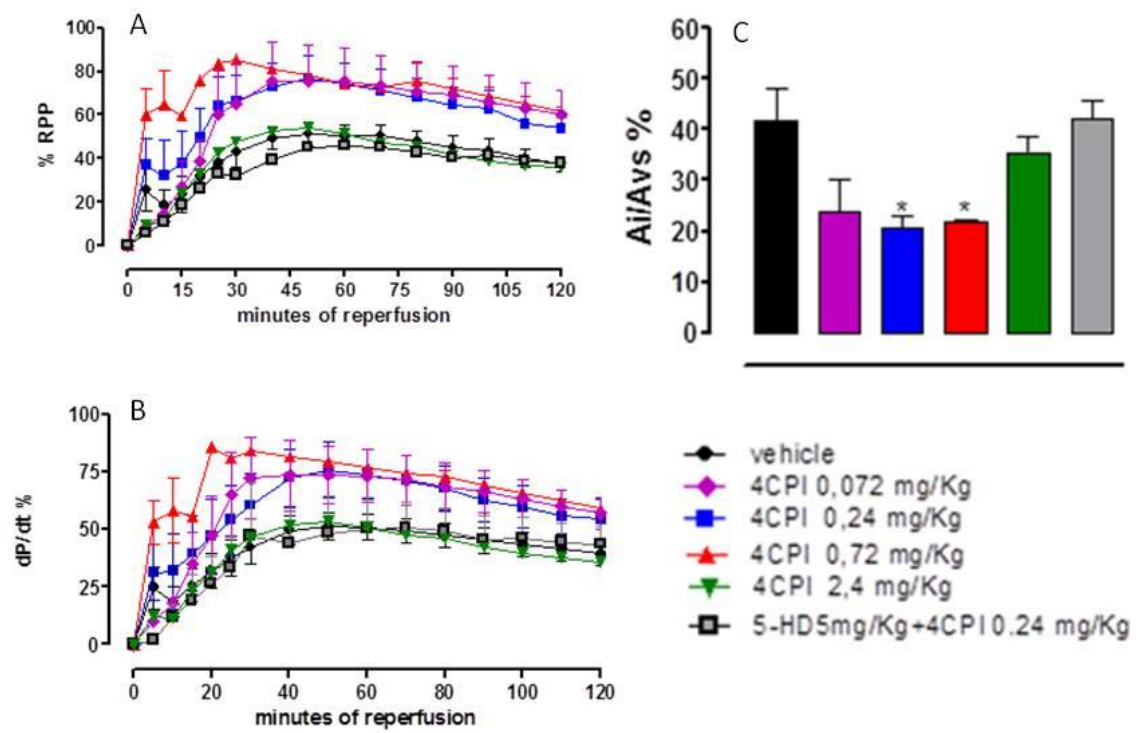 A
% RPP
100
80
60
40
20
0
0 15 30 45 60 75 90 105 120
minutes of reperfusion
C
Ai/Avs %
60
50
40
30
20
10
0
* *
B
dP/dt %
100
75
50
25
0
0 20 40 60 80 100 120
minutes of reperfusion
vehicle
4CPI 0,072 mg/Kg
4CPI 0,24 mg/Kg
4CPI 0,72 mg/Kg
4CPI 2,4 mg/Kg
5-HD5mg/Kg+4CPI0.24 mg/Kg